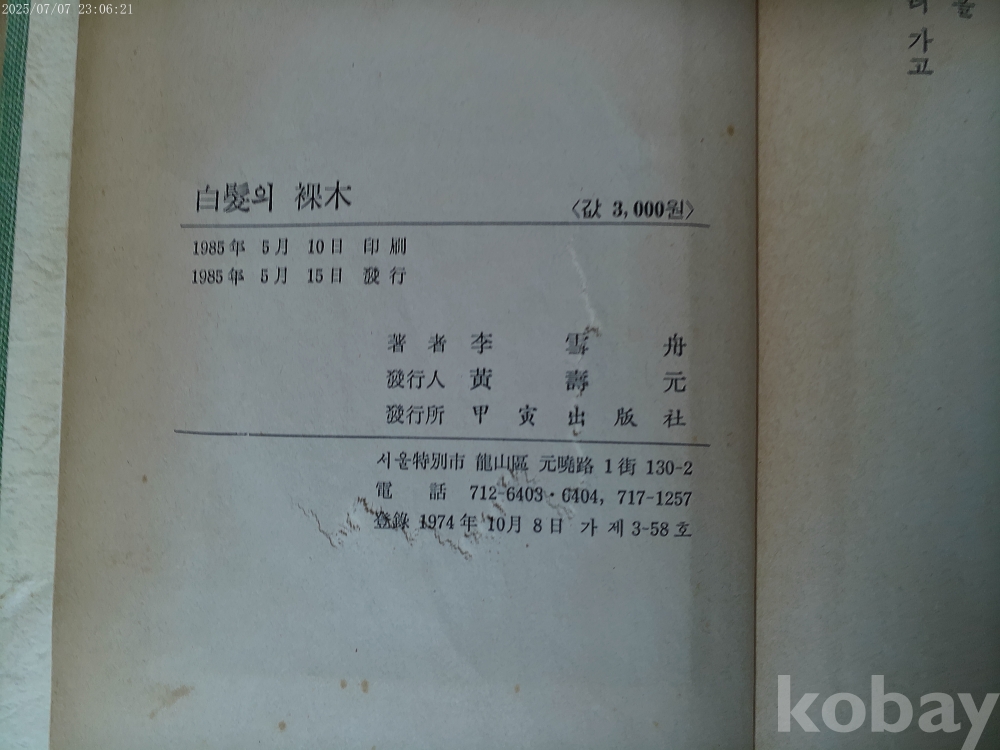 2025/07/07 23:06:21
白髮의 裸木
〈값 3,000원〉
1985年 5月 10日 印刷
1985年 5月 15日 發行
著者 李雪舟
發行人 黃壽元
發行所 甲寅出版社
서울特別市 龍山區 元曉路 1街 130-2
電話 712-6403·6404, 717-1257
登錄 1974年 10月 8日 가 제3-58호
을
가고
kobay